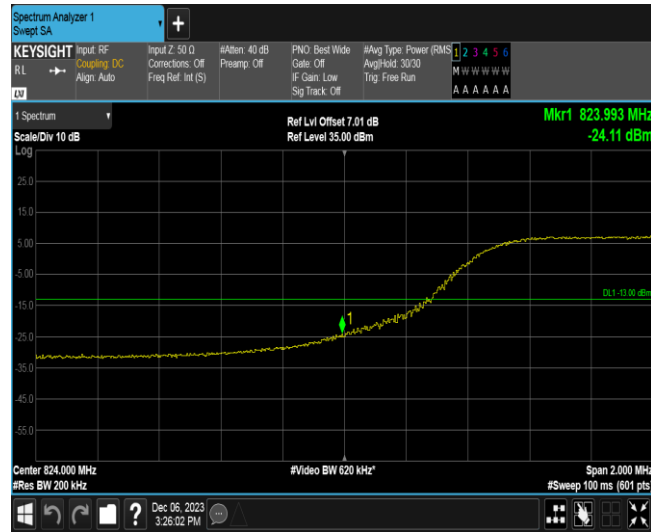 Spectrum Analyzer 1
Swept SA
+
KEYSIGHT Input: RF Input Z: 50 Ω #Atten: 40 dB PNO: Best Wide #Avg Type: Power (RMS 1 2 3 4 5 6
RL Coupling: DC Corrections: Off Preamp: Off Gate: Off Avg|Hold: 30/30 M W W W W W
Align: Auto Freq Ref: Int (S) IF Gain: Low Trig: Free Run
LXI Sig Track: Off A A A A A A
1 Spectrum Ref Lvl Offset 7.01 dB Mkr1 823.993 MHz
Scale/Div 10 dB Ref Level 35.00 dBm -24.11 dBm
Log
25.0
15.0
5.00
-5.00
DL1 -13.00 dBm
-15.0
1
-25.0
-35.0
-45.0
-55.0
Center 824.000 MHz #Video BW 620 kHz* Span 2.000 MHz
#Res BW 200 kHz #Sweep 100 ms (601 pts)
? Dec 06, 2023
3:26:02 PM